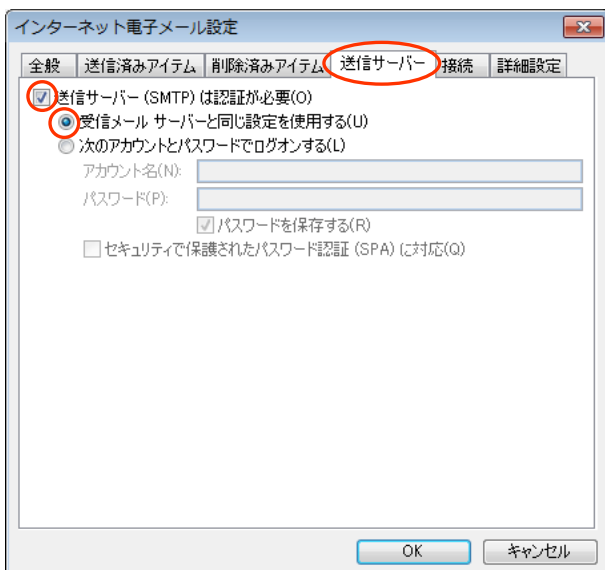 インターネット電子メール設定
全般 送信済みアイテム 削除済みアイテム 送信サーバー 接続 詳細設定
送信サーバー (SMTP) は認証が必要(O)
受信メール サーバーと同じ設定を使用する(U)
次のアカウントとパスワードでログオンする(L)
アカウント名(N):
パスワード(P):
パスワードを保存する(R)
セキュリティで保護されたパスワード認証 (SPA) に対応(Q)
OK キャンセル